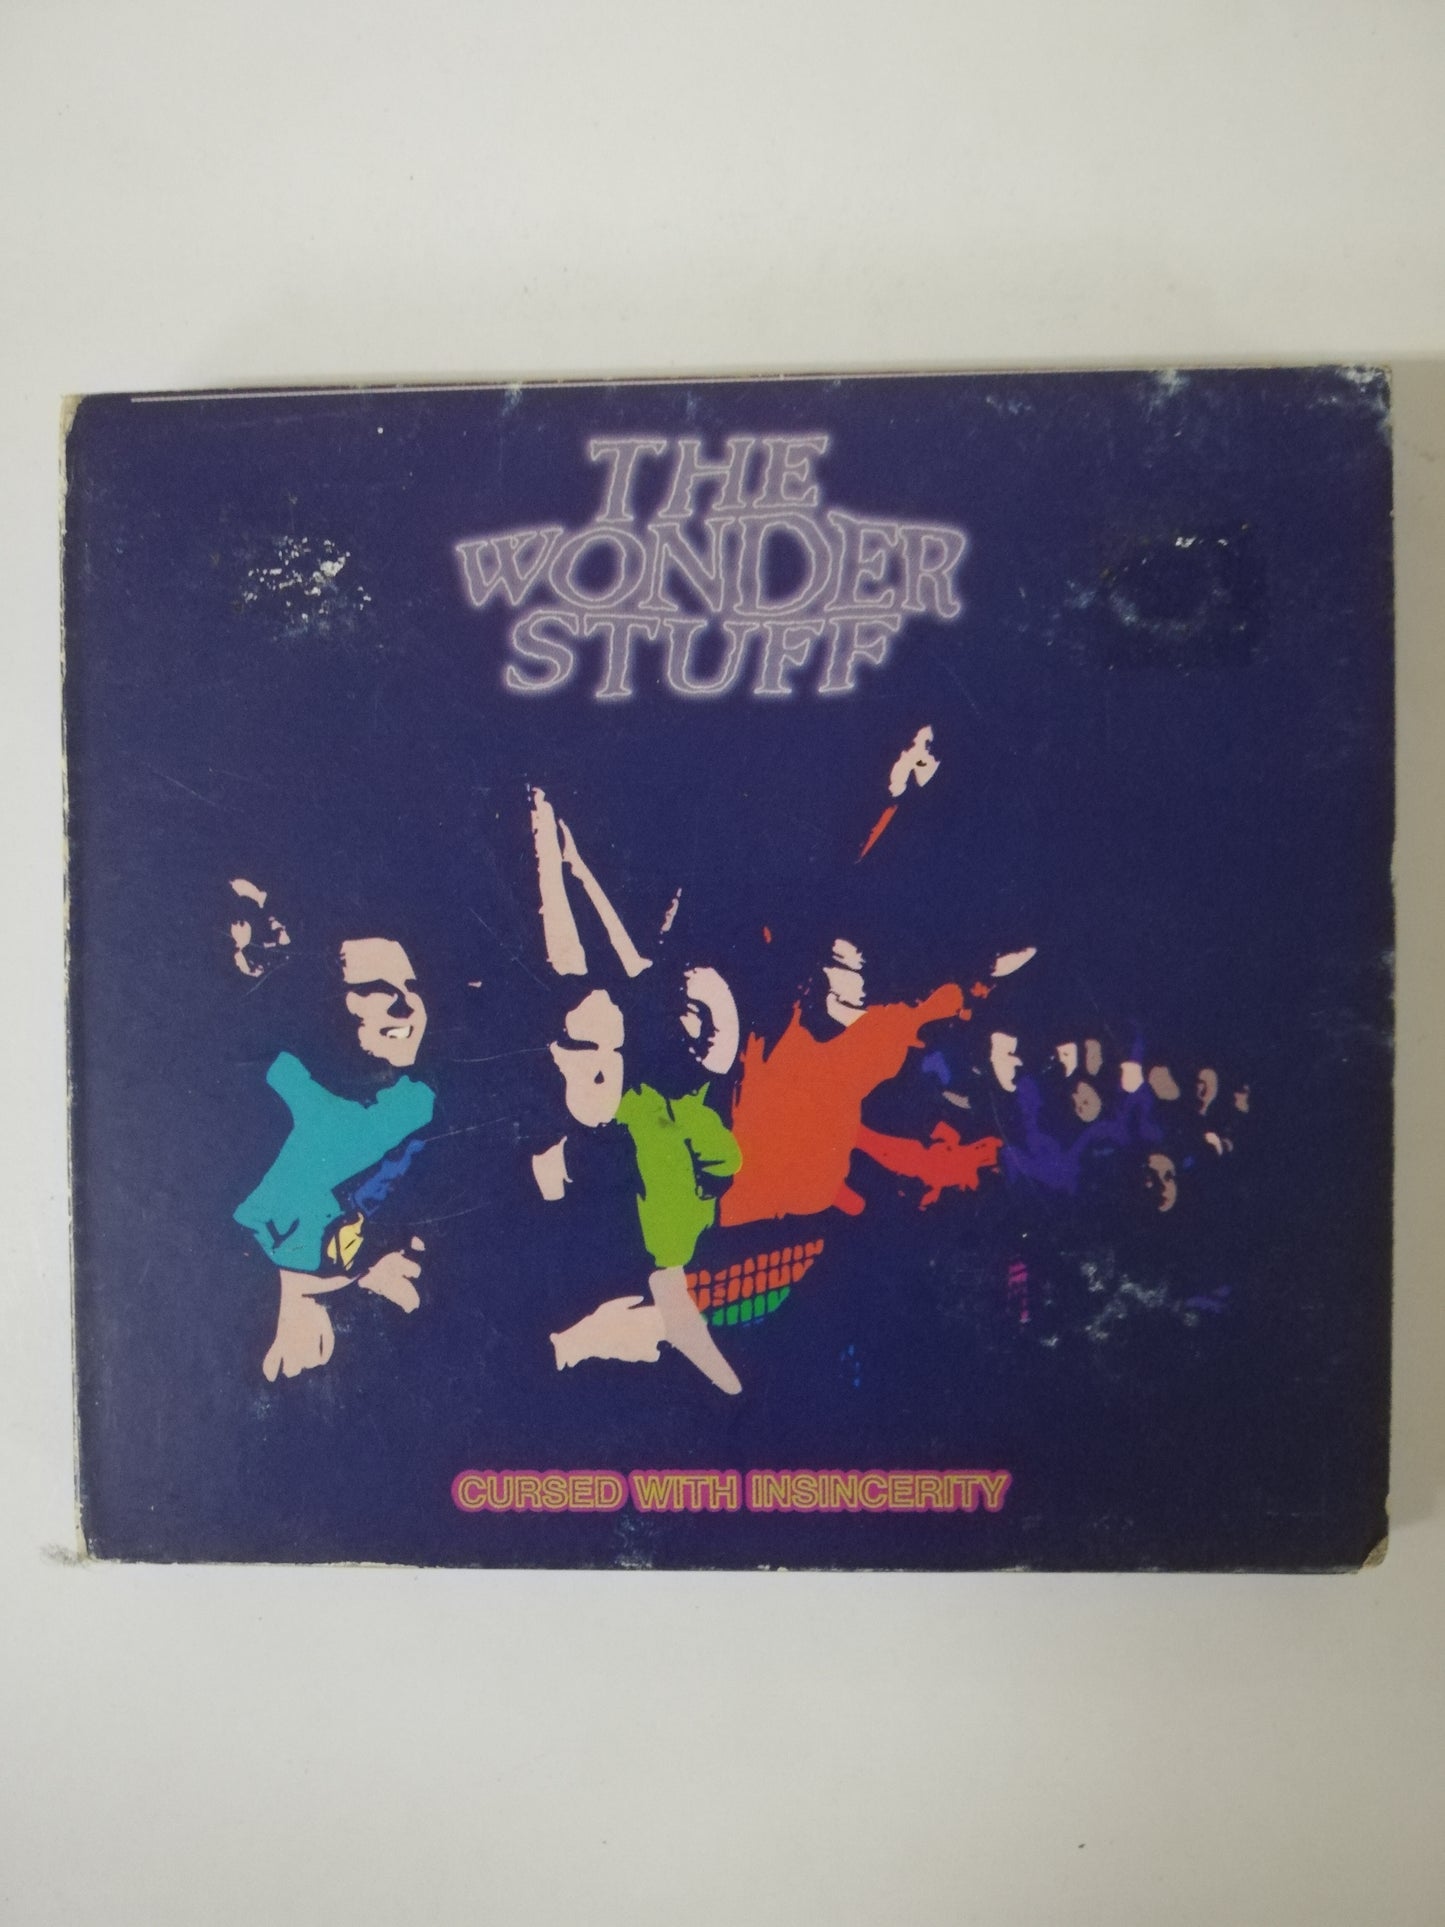 THE
WONDER
STUFF
CURSED WITH INSINCERITY